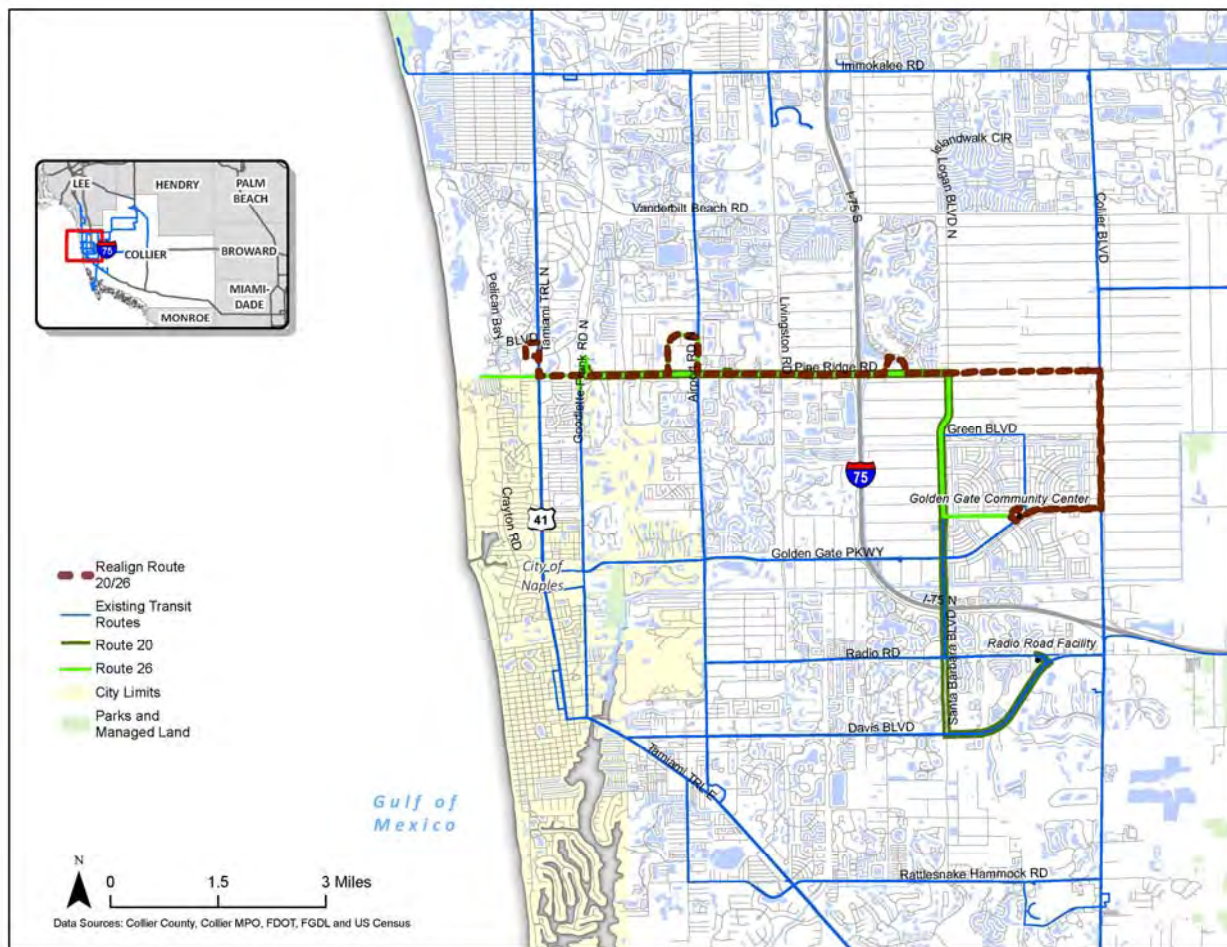 Immokalee RD
Islandwalk CIR
Logan BLVD N
Collier BLVD
I-75 S
Vanderbilt Beach RD
LEE
HENDRY
PALM
BEACH
75
COLLIER
BROWARD
MIAMI-
DADE
MONROE
Pelican Bay
BLVD
Tamiami TRL N
Goodlette Frank RD N
Airport RD
Livingston RD
Pine Ridge RD
Green BLVD
75
Golden Gate Community Center
Crayton RD
41
Golden Gate PKWY
City of
Naples
I-75 N
Santa Barbara BLVD
Radio Road Facility
Radio RD
Davis BLVD
Tamiami TRL E
Rattlesnake Hammock RD
Realign Route
20/26
Existing Transit
Routes
Route 20
Route 26
City Limits
Parks and
Managed Land
Gulf of
Mexico
N
0 1.5 3 Miles
Data Sources: Collier County, Collier MPO, FDOT, FGDL and US Census